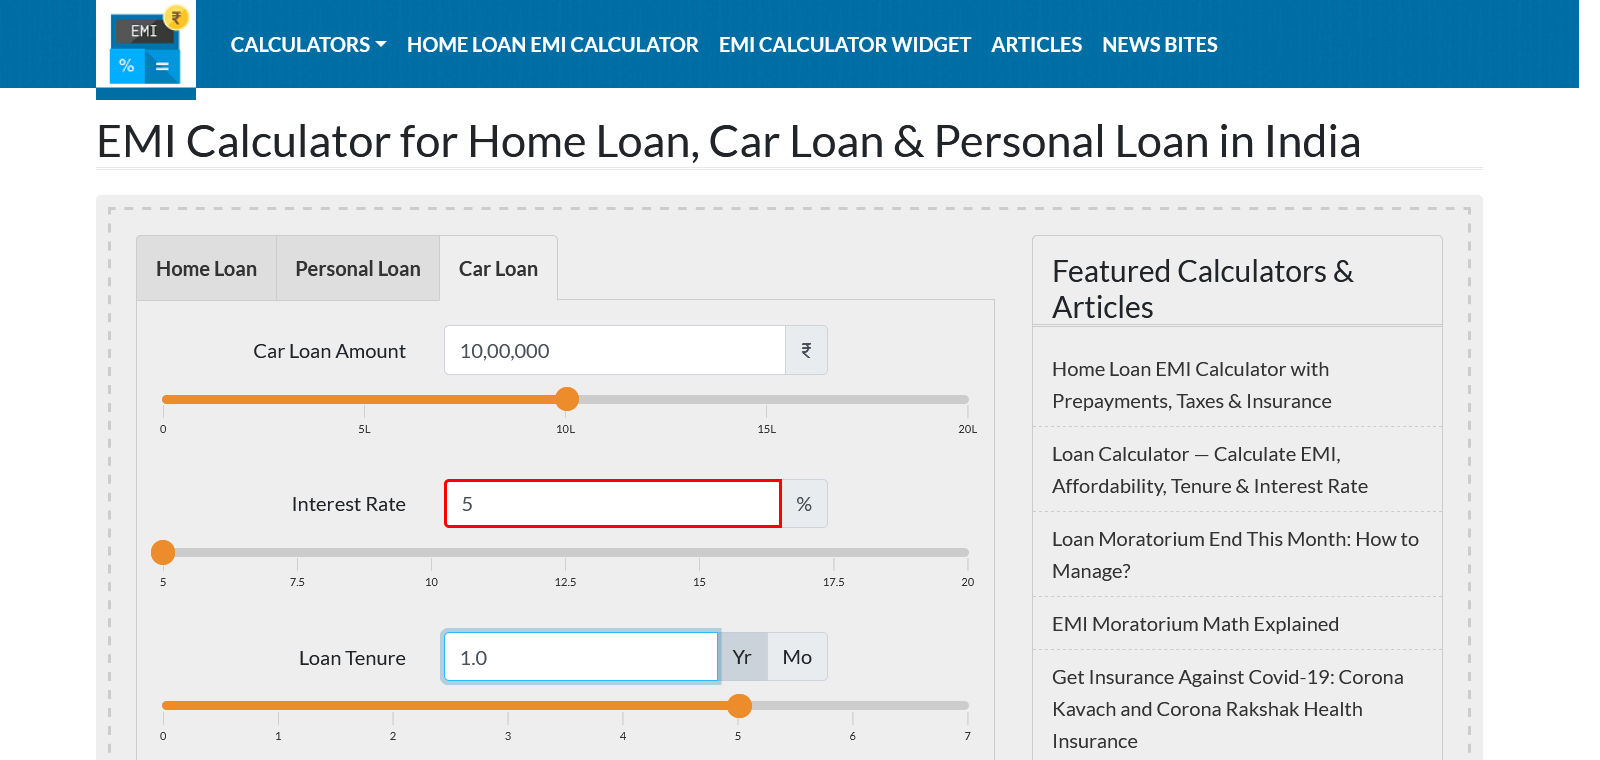 EMI
₹
%
=
CALCULATORS
HOME LOAN EMI CALCULATOR
EMI CALCULATOR WIDGET
ARTICLES
NEWS BITES
EMI Calculator for Home Loan, Car Loan & Personal Loan in India
Home Loan
Personal Loan
Car Loan
Car Loan Amount
10,00,000
₹
0
5L
10L
15L
20L
Interest Rate
5
%
5
7.5
10
12.5
15
17.5
20
Loan Tenure
1.0
Yr
Mo
0
1
2
3
4
5
6
7
Featured Calculators &
Articles
Home Loan EMI Calculator with
Prepayments, Taxes & Insurance
Loan Calculator — Calculate EMI,
Affordability, Tenure & Interest Rate
Loan Moratorium End This Month: How to
Manage?
EMI Moratorium Math Explained
Get Insurance Against Covid-19: Corona
Kavach and Corona Rakshak Health
Insurance